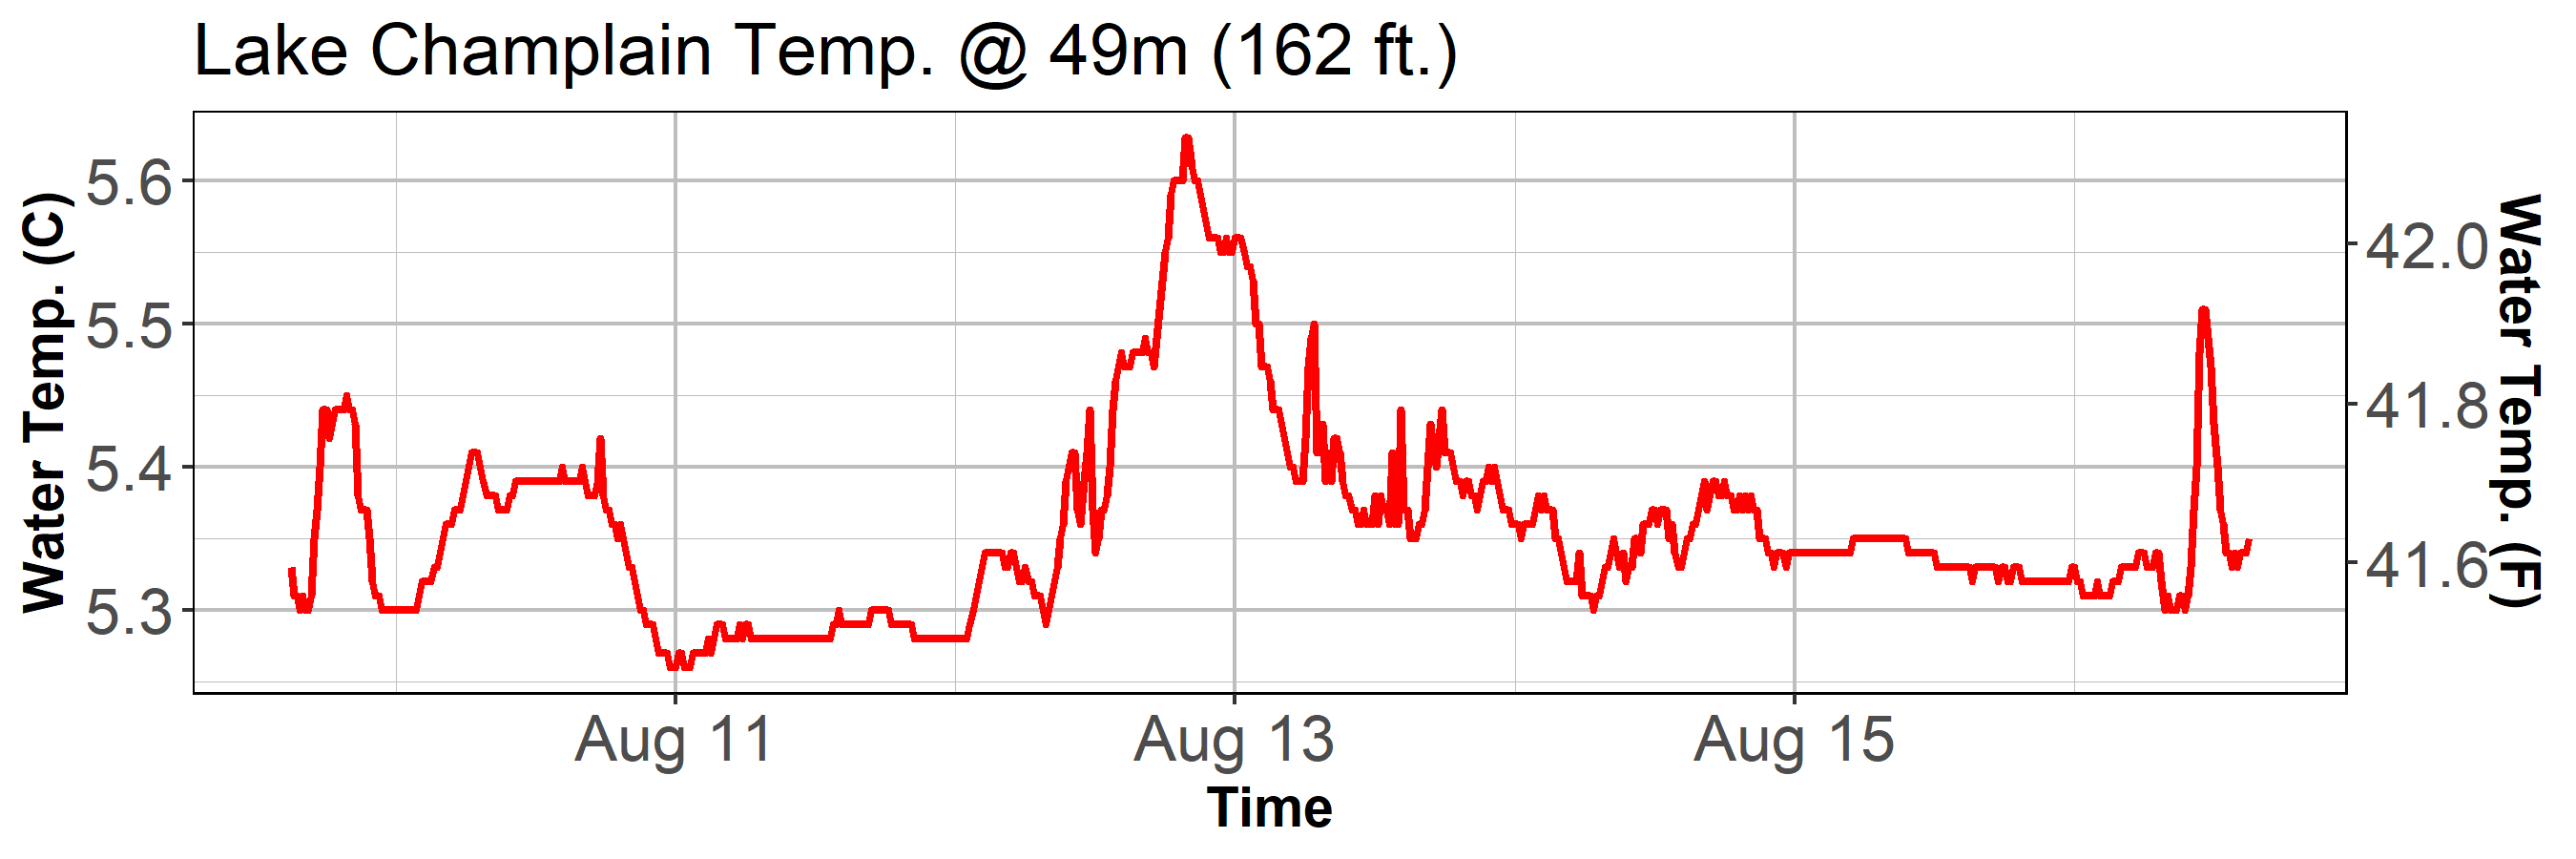 Lake Champlain Temp. @ 49m (162 ft.)
Water Temp. (C)
5.6
5.5
5.4
5.3
42.0
41.8
41.6
Water Temp. (F)
Aug 11 Aug 13 Aug 15
Time